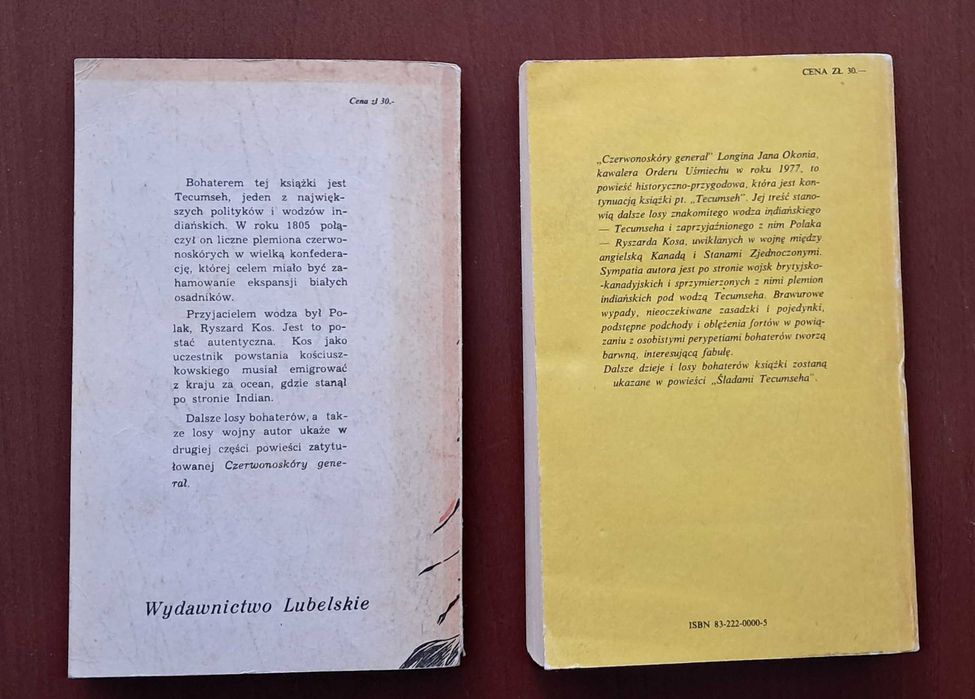 Cena zł 30.-
Bohaterem tej książki jest
Tecumseh, jeden z najwięk-
szych polityków i wodzów in-
diańskich. W roku 1805 połą-
czył on liczne plemiona czerwo-
noskórych w wielką konfedera-
cję, której celem miało być za-
hamowanie ekspansji białych
osadników.
Przyjacielem wodza był Po-
lak, Ryszard Kos. Jest to po-
stać autentyczna. Kos jako
uczestnik powstania kościusz-
kowskiego musiał emigrować
z kraju za ocean, gdzie stanął
po stronie Indian.
Dalsze losy bohaterów, a tak-
że losy wojny autor ukaże w
drugiej części powieści zatytu-
łowanej Czerwonoskóry gene-
rał.
Wydawnictwo Lubelskie
CENA ZŁ 30.—
„Czerwonoskóry generał” Longina Jana Okonia,
kawalera Orderu Uśmiechu w roku 1977, to
powieść historyczno-przygodowa, która jest kon-
tynuacją książki pt. „Tecumseh”. Jej treść stano-
wią dalsze losy znakomitego wodza indiańskiego
— Tecumseha i zaprzyjaźnionego z nim Polaka
— Ryszarda Kosa, uwikłanych w wojnę między
angielską Kanadą i Stanami Zjednoczonymi.
Sympatia autora jest po stronie wojsk brytyjsko-
-kanadyjskich i sprzymierzonych z nimi plemion
indiańskich pod wodzą Tecumseha. Brawurowe
wypady, nieoczekiwane zasadzki i pojedynki,
podstępne podchody i oblężenia fortów w powią-
zaniu z osobistymi perypetiami bohaterów tworzą
barwną, interesującą fabułę.
Dalsze dzieje i losy bohaterów książki zostaną
ukazane w powieści „Śladami Tecumseha”.
ISBN 83-222-0000-5